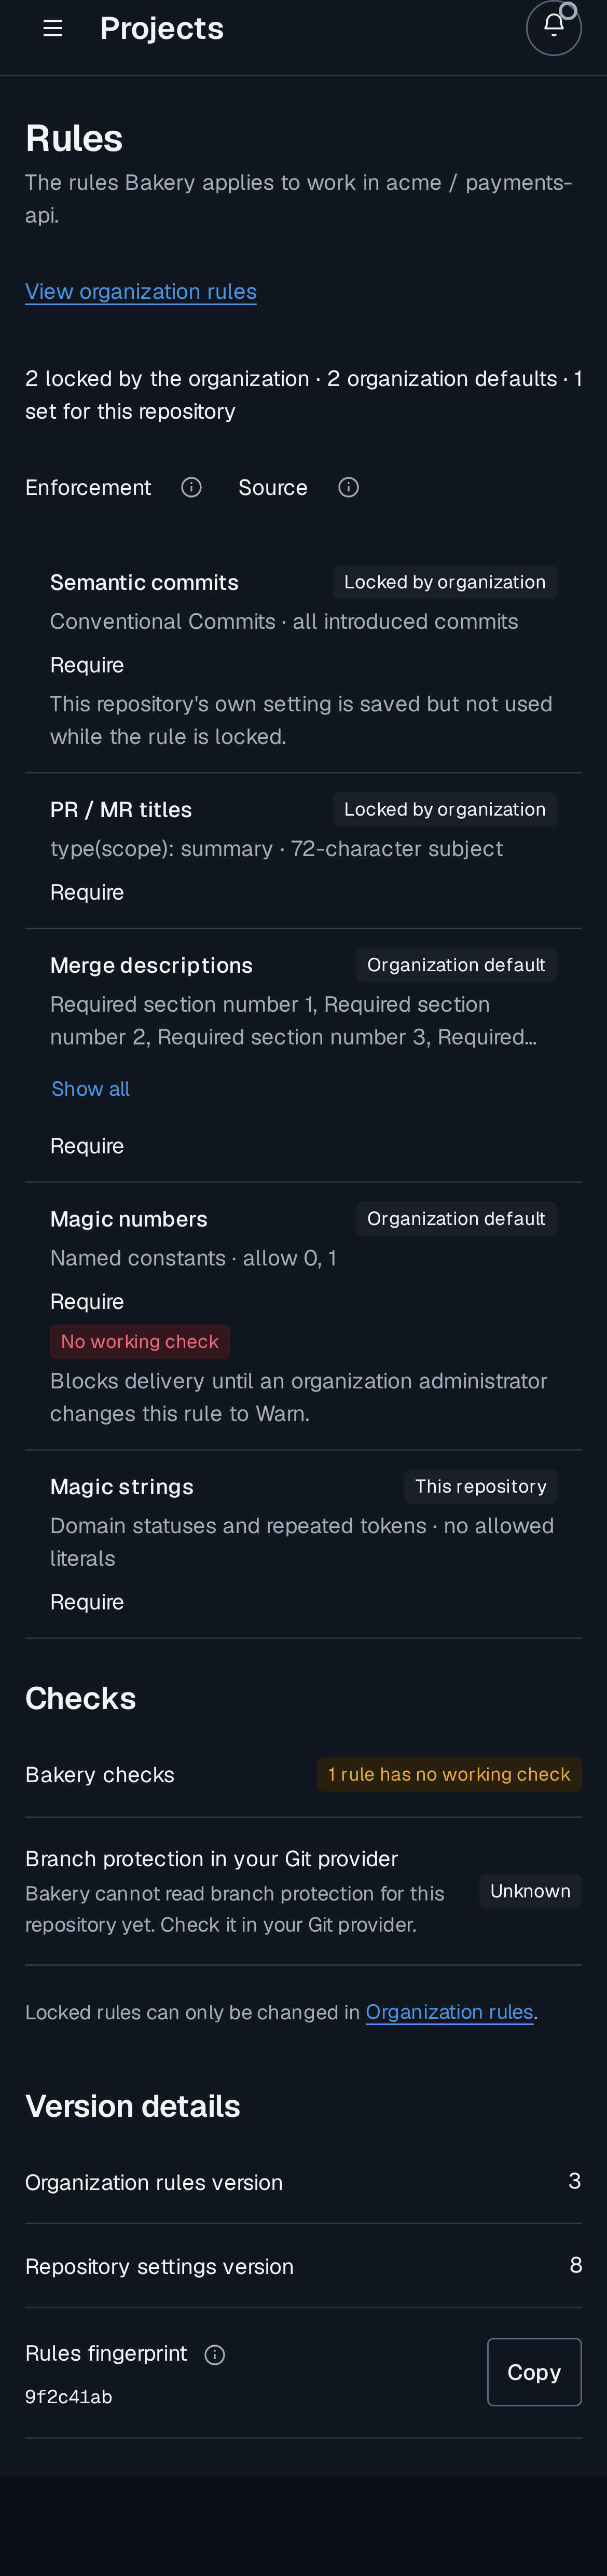 Projects
Rules
The rules Bakery applies to work in acme / payments-
api.
View organization rules
2 locked by the organization · 2 organization defaults · 1
set for this repository
Enforcement Source
Semantic commits Locked by organization
Conventional Commits · all introduced commits
Require
This repository's own setting is saved but not used
while the rule is locked.
PR / MR titles Locked by organization
type(scope): summary · 72-character subject
Require
Merge descriptions Organization default
Required section number 1, Required section
number 2, Required section number 3, Required…
Show all
Require
Magic numbers Organization default
Named constants · allow 0, 1
Require
No working check
Blocks delivery until an organization administrator
changes this rule to Warn.
Magic strings This repository
Domain statuses and repeated tokens · no allowed
literals
Require
Checks
Bakery checks 1 rule has no working check
Branch protection in your Git provider
Bakery cannot read branch protection for this
repository yet. Check it in your Git provider.
Unknown
Locked rules can only be changed in Organization rules.
Version details
Organization rules version 3
Repository settings version 8
Rules fingerprint
9f2c41ab
Copy